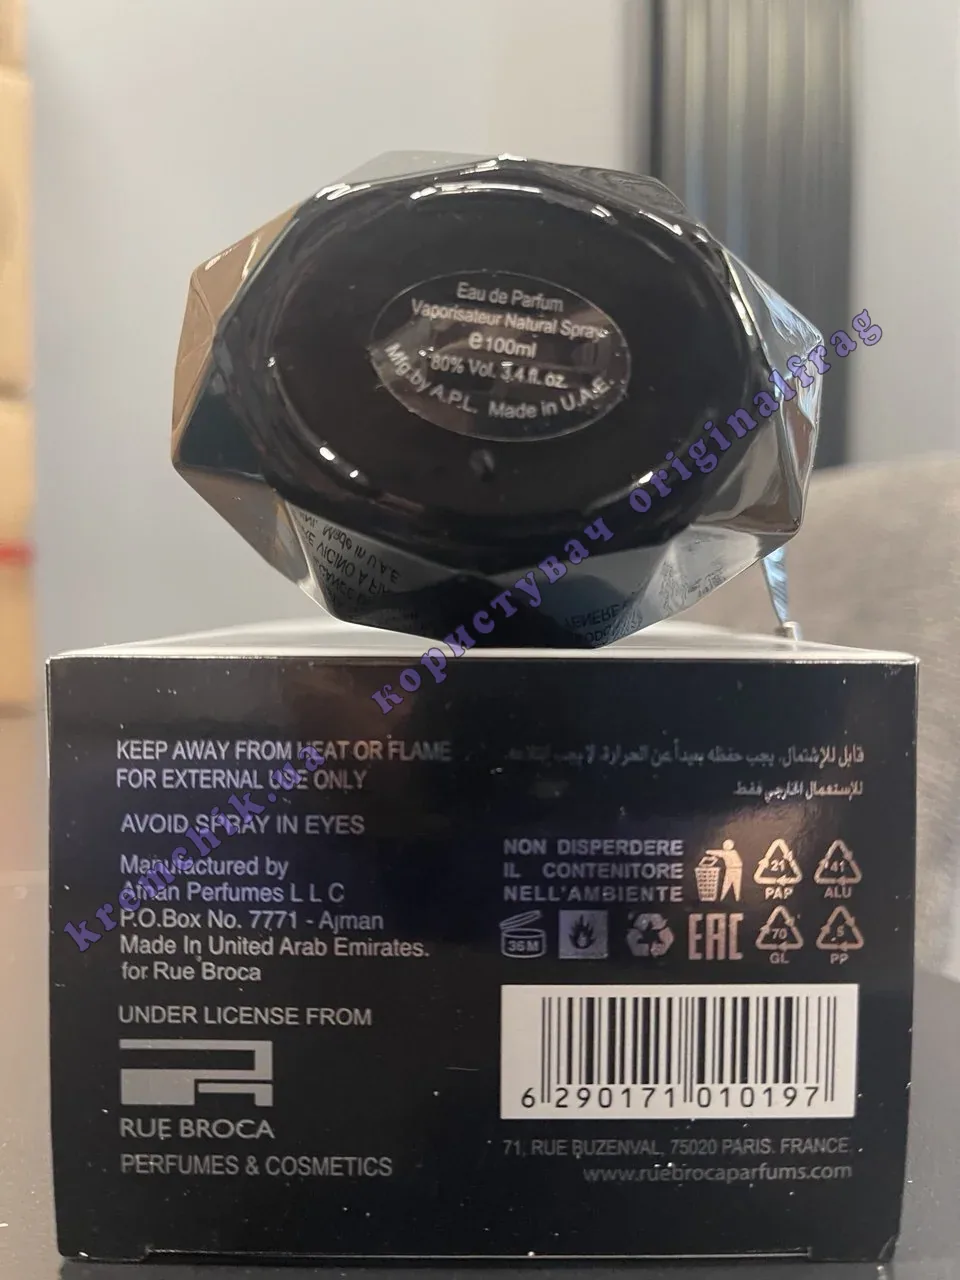 Eau de Parfum
Vaporisateur Natural Spray
e 100ml
80% Vol. 3.4 fl. oz.
Mfg by A.P.L. Made in U.A.E.
kremchik.ua користувач originalfrag
KEEP AWAY FROM HEAT OR FLAME
FOR EXTERNAL USE ONLY
AVOID SPRAY IN EYES
Manufactured by
Afnan Perfumes L L C
P.O.Box No. 7771 - Ajman
Made In United Arab Emirates.
for Rue Broca
UNDER LICENSE FROM
RUE BROCA
PERFUMES & COSMETICS
قابل للإشتعال. يجب حفظه بعيداً عن الحرارة. لا يجب إبتلاعه.
للإستعمال الخارجي فقط.
NON DISPERDERE
IL CONTENITORE
NELL'AMBIENTE
21
PAP
41
ALU
36M
EAC
70
GL
5
PP
6 290171 010197
71, RUE BUZENVAL, 75020 PARIS. FRANCE.
www.ruebrocaparfums.com